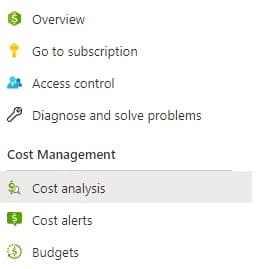 Overview
Go to subscription
Access control
Diagnose and solve problems
Cost Management
Cost analysis
Cost alerts
Budgets